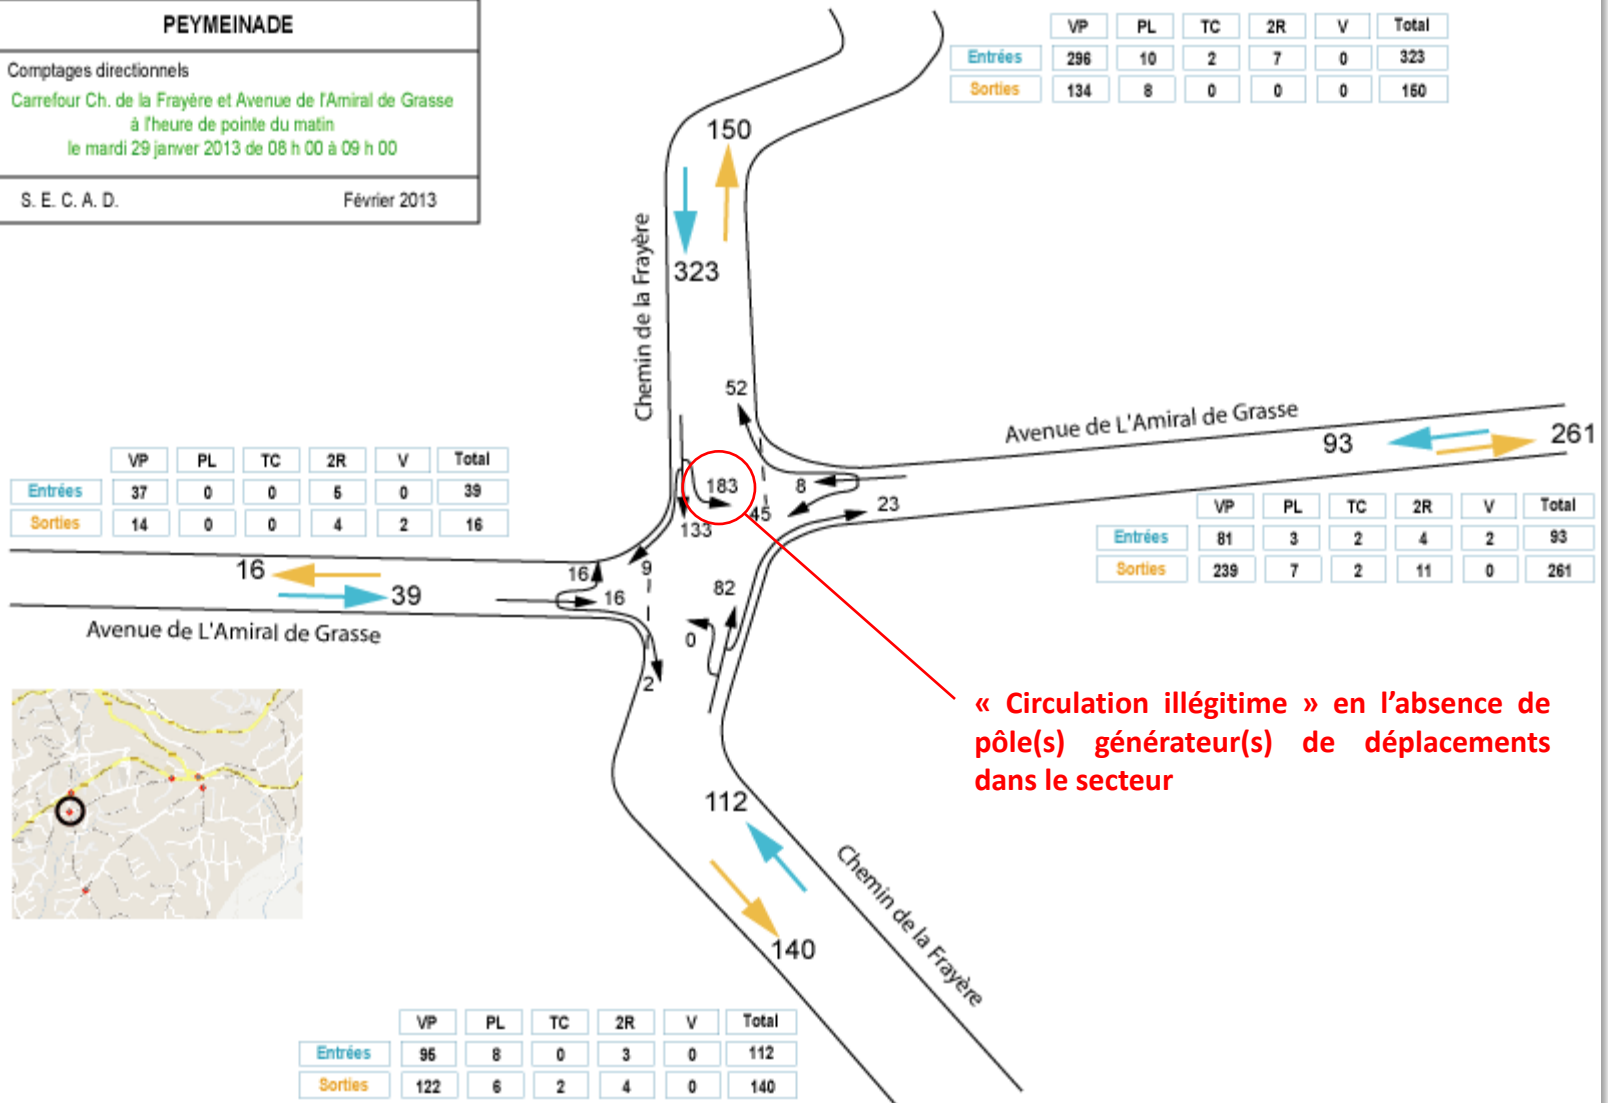 PEYMEINADE
Comptages directionnels
Carrefour Ch. de la Frayère et Avenue de l'Amiral de Grasse
à l'heure de pointe du matin
le mardi 29 janvier 2013 de 08 h 00 à 09 h 00
S. E. C. A. D. Février 2013
VP PL TC 2R V Total
Entrées 296 10 2 7 0 323
Sorties 134 8 0 0 0 150
150
323
Chemin de la Frayère
52
Avenue de L'Amiral de Grasse
93
261
VP PL TC 2R V Total
Entrées 37 0 0 5 0 39
Sorties 14 0 0 4 2 16
183
8
45
23
133
VP PL TC 2R V Total
Entrées 81 3 2 4 2 93
Sorties 239 7 2 11 0 261
16
39
16
9
16
82
0
2
Avenue de L'Amiral de Grasse
« Circulation illégitime » en l'absence de
pôle(s) générateur(s) de déplacements
dans le secteur
112
140
Chemin de la Frayère
VP PL TC 2R V Total
Entrées 95 8 0 3 0 112
Sorties 122 6 2 4 0 140